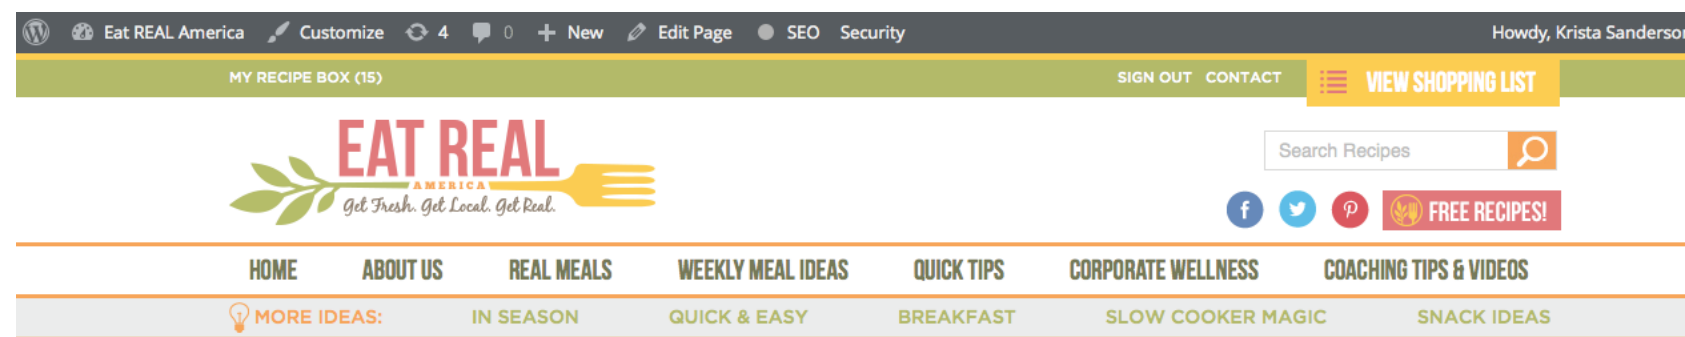 Eat REAL America Customize 4 0 New Edit Page SEO Security Howdy, Krista Sanderson
MY RECIPE BOX (15) SIGN OUT CONTACT VIEW SHOPPING LIST
EAT REAL
AMERICA
Get Fresh. Get Local. Get Real.
Search Recipes
FREE RECIPES!
HOME ABOUT US REAL MEALS WEEKLY MEAL IDEAS QUICK TIPS CORPORATE WELLNESS COACHING TIPS & VIDEOS
MORE IDEAS: IN SEASON QUICK & EASY BREAKFAST SLOW COOKER MAGIC SNACK IDEAS